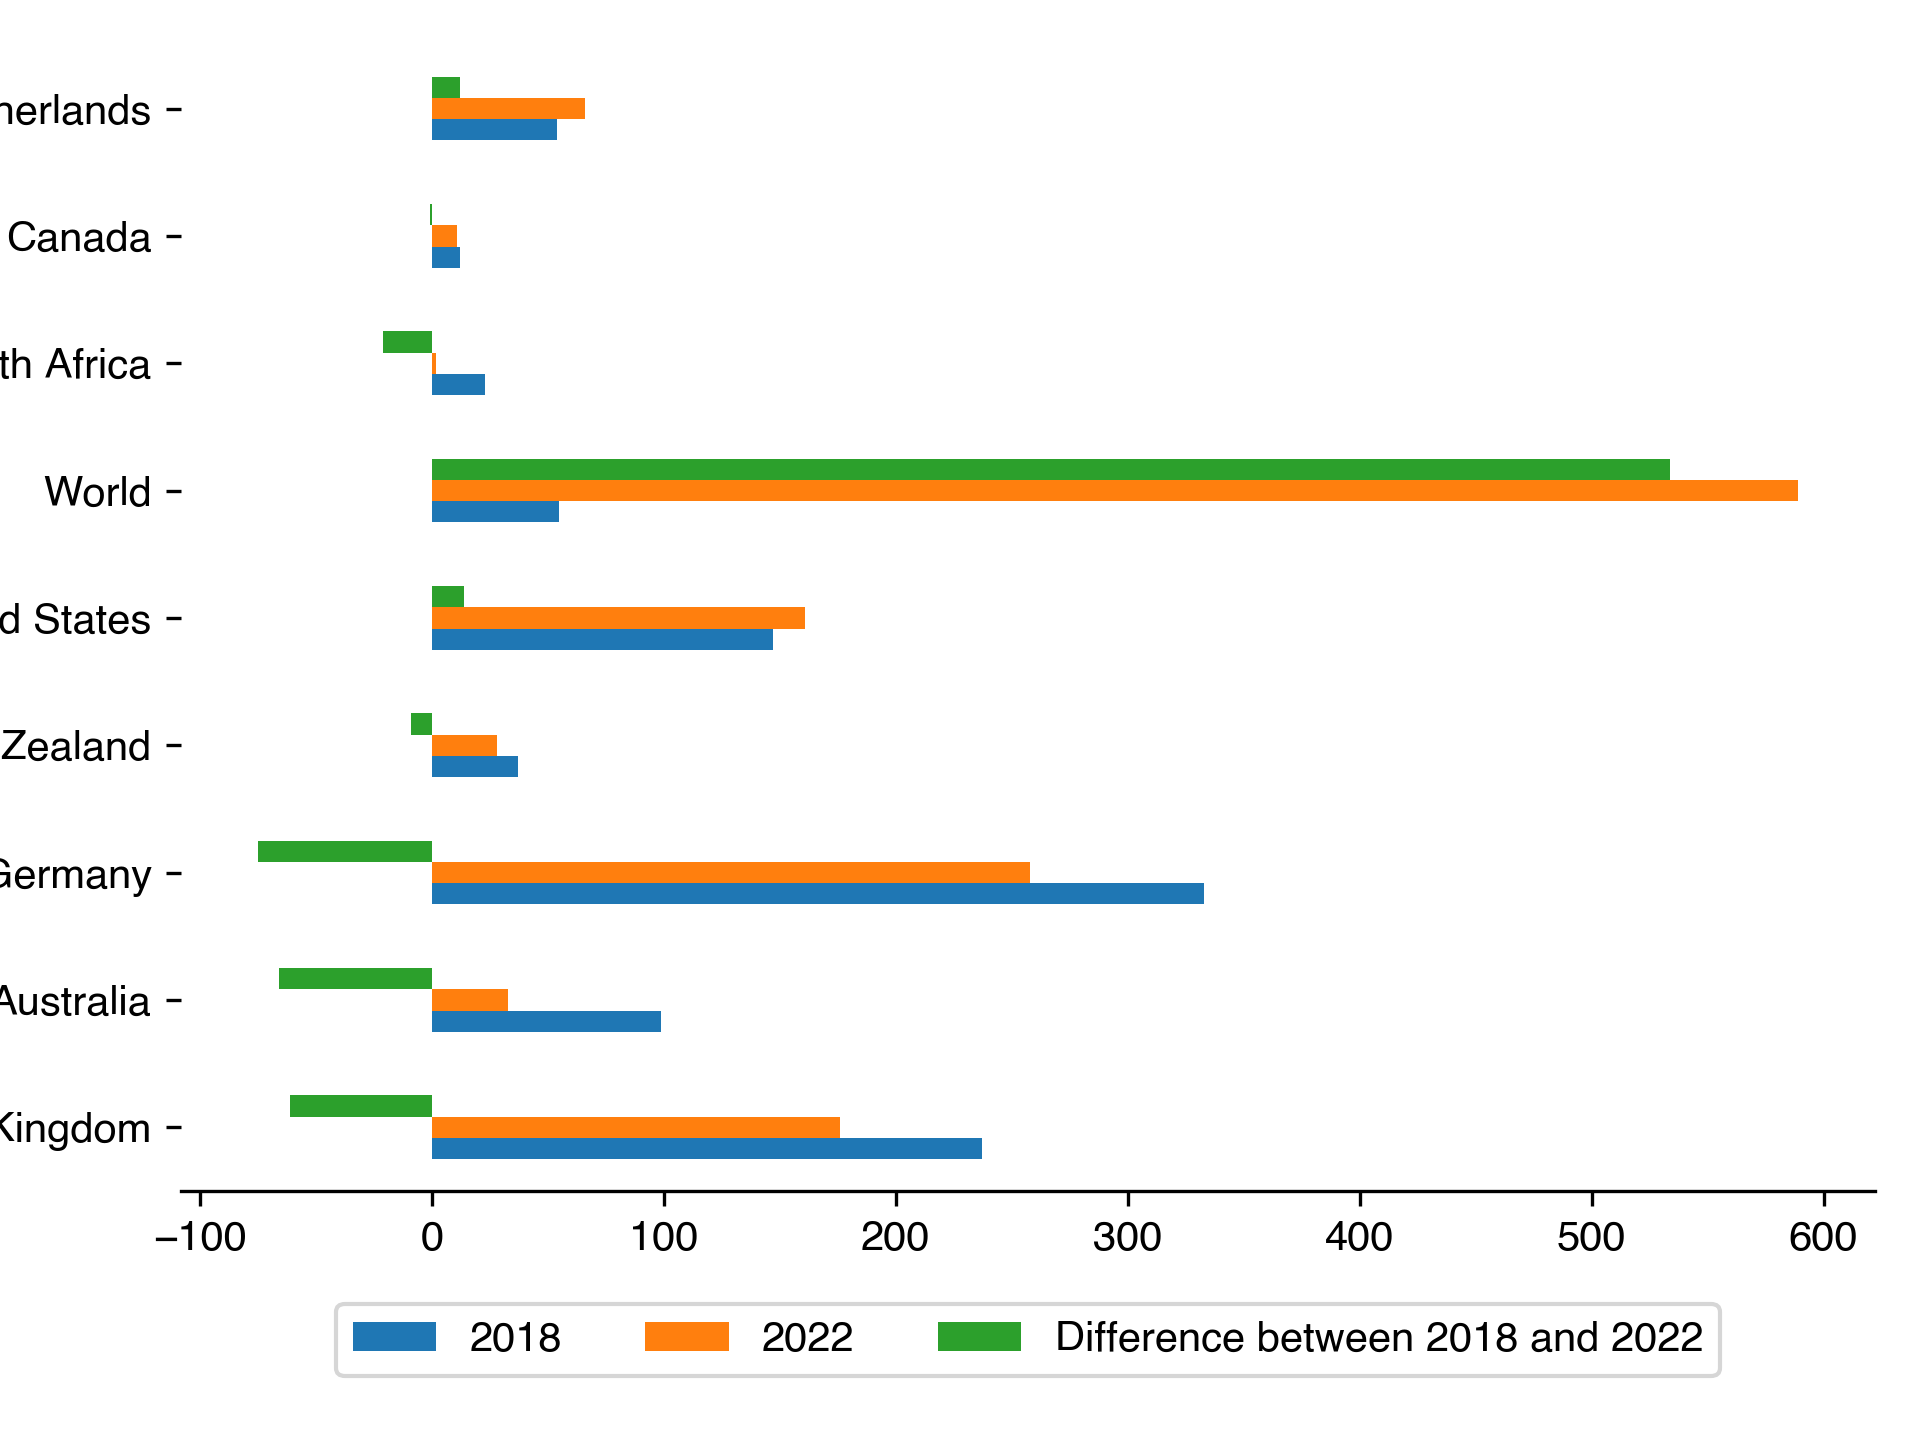 herlands
Canada
th Africa
World
d States
Zealand
Germany
Australia
Kingdom
−100 0 100 200 300 400 500 600
2018 2022 Difference between 2018 and 2022